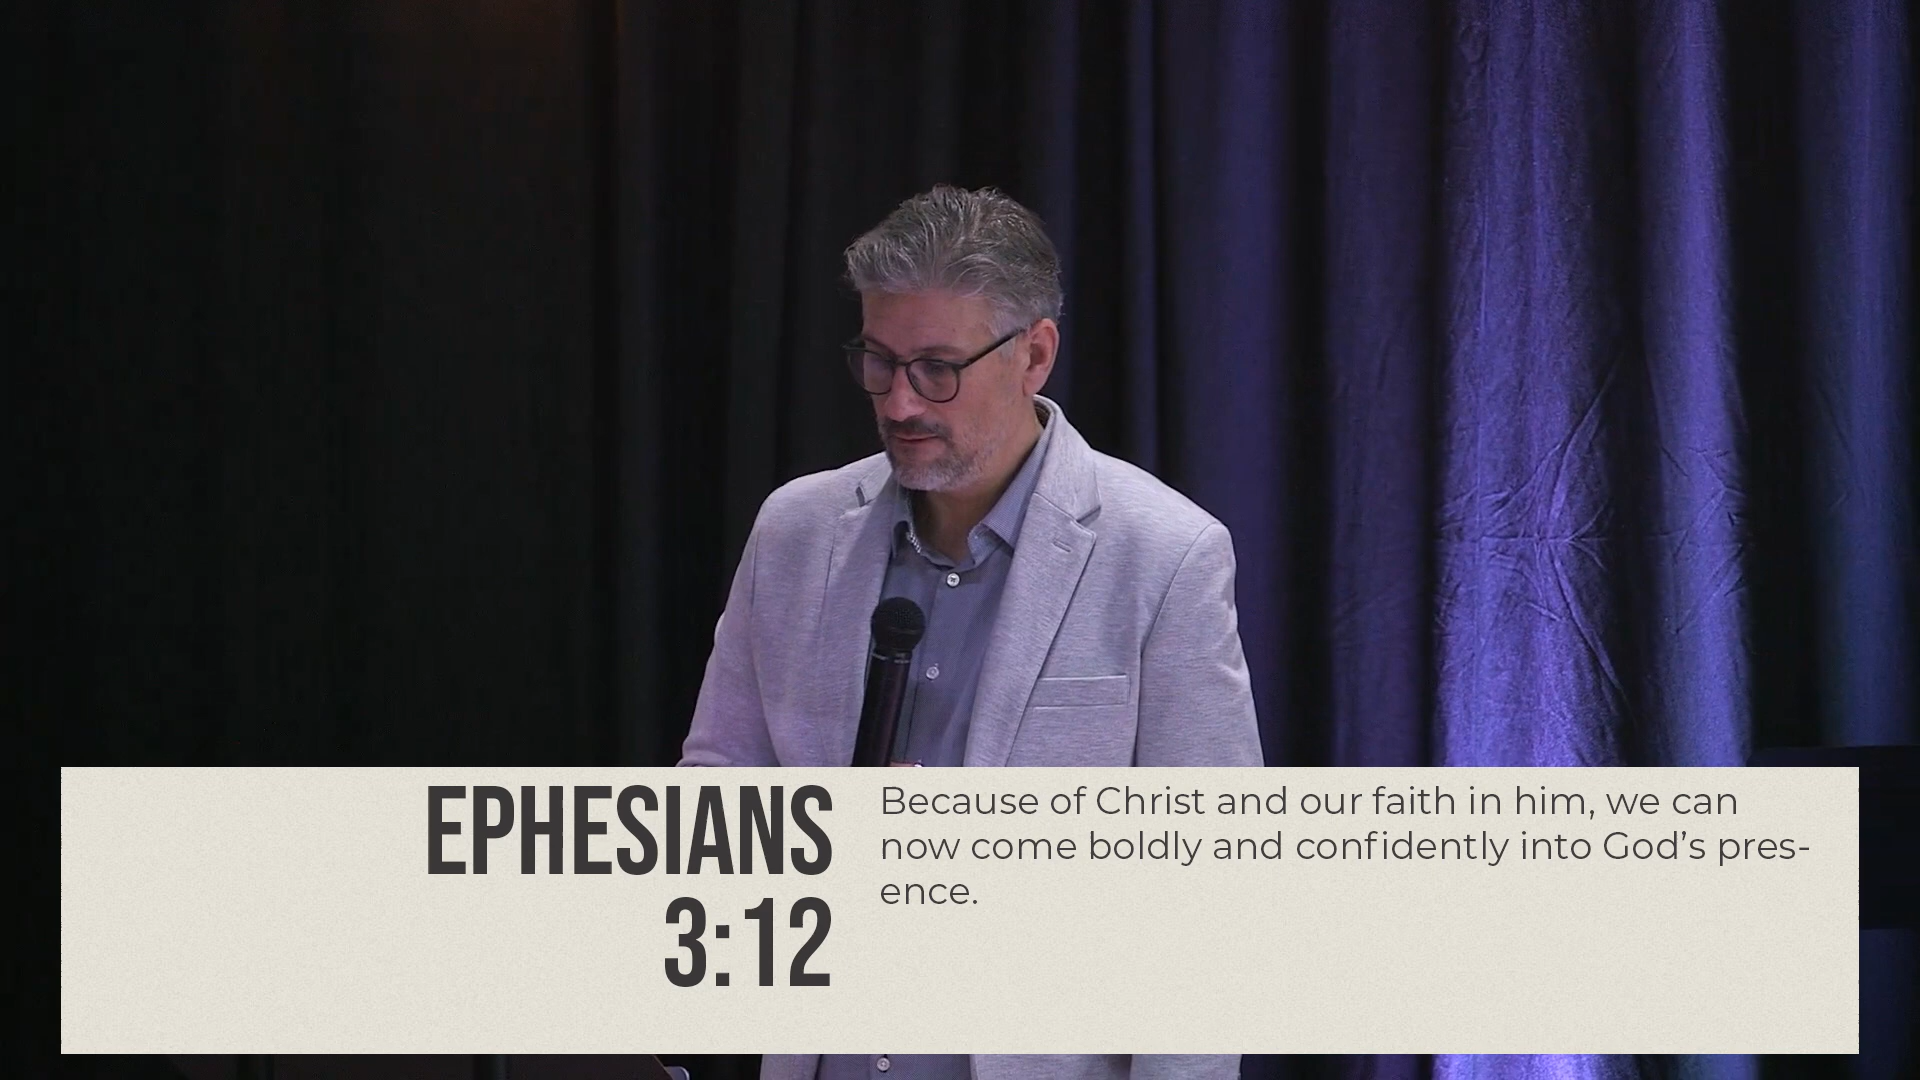 EPHESIANS
3:12
Because of Christ and our faith in him, we can
now come boldly and confidently into God’s pres-
ence.